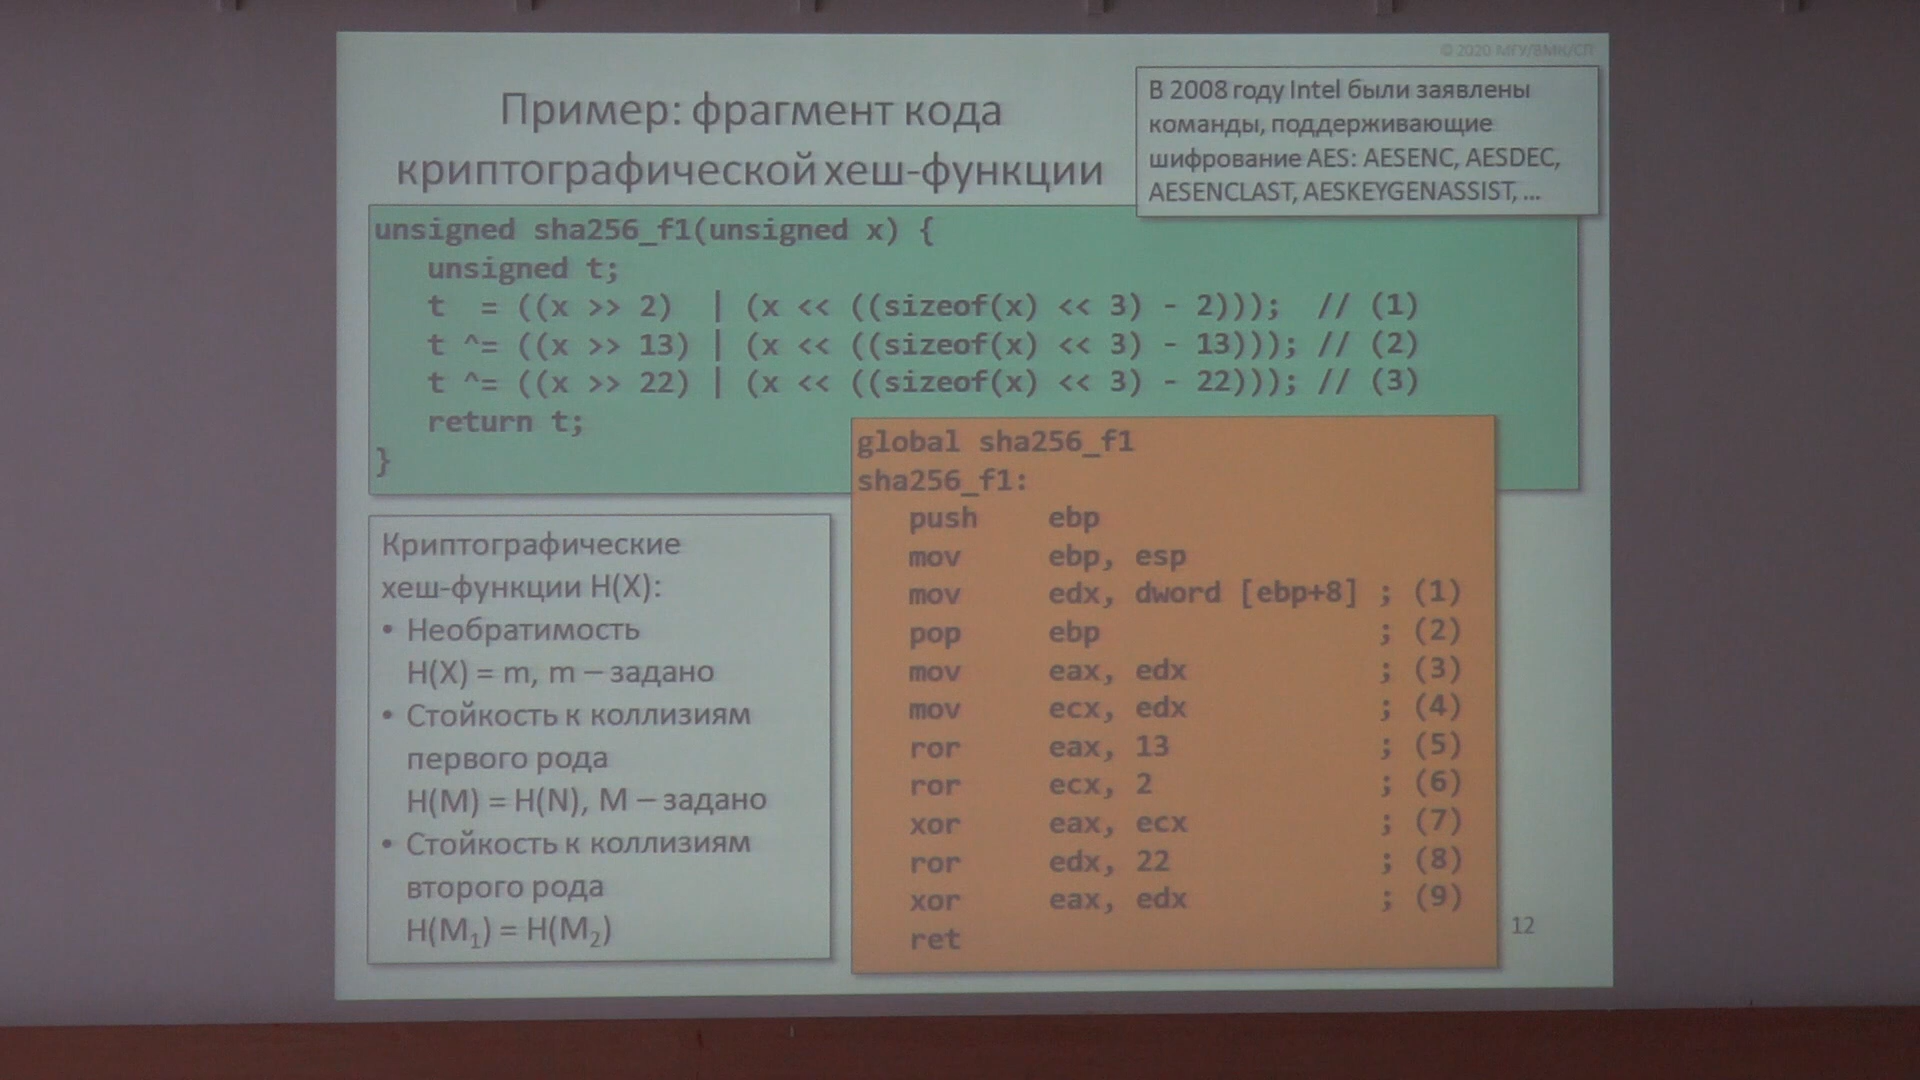 © 2020 МГУ/ВМК/СП
Пример: фрагмент кода
криптографической хеш-функции
В 2008 году Intel были заявлены
команды, поддерживающие
шифрование AES: AESENC, AESDEC,
AESENCLAST, AESKEYGENASSIST, ...
unsigned sha256_f1(unsigned x) {
unsigned t;
t  = ((x >> 2)  | (x << ((sizeof(x) << 3) - 2)));  // (1)
t ^= ((x >> 13) | (x << ((sizeof(x) << 3) - 13))); // (2)
t ^= ((x >> 22) | (x << ((sizeof(x) << 3) - 22))); // (3)
return t;
}
Криптографические
хеш-функции H(X):
• Необратимость
H(X) = m, m – задано
• Стойкость к коллизиям
первого рода
H(M) = H(N), M – задано
• Стойкость к коллизиям
второго рода
H(M₁) = H(M₂)
global sha256_f1
sha256_f1:
push ebp
mov ebp, esp
mov edx, dword [ebp+8] ; (1)
pop ebp ; (2)
mov eax, edx ; (3)
mov ecx, edx ; (4)
ror eax, 13 ; (5)
ror ecx, 2 ; (6)
xor eax, ecx ; (7)
ror edx, 22 ; (8)
xor eax, edx ; (9)
ret
12